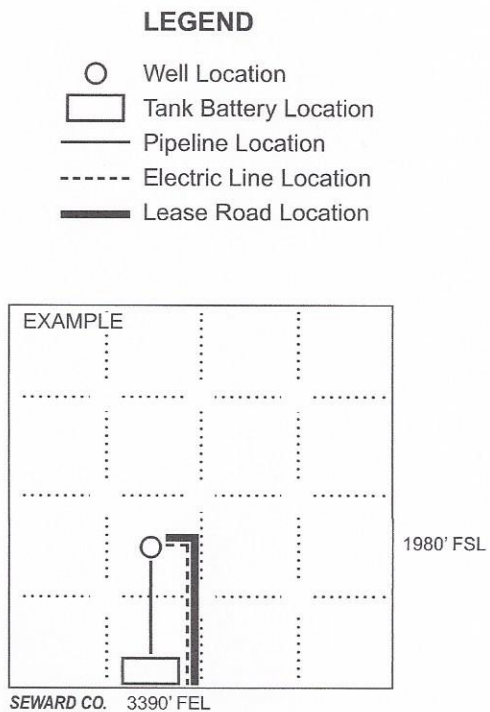 LEGEND
Well Location
Tank Battery Location
Pipeline Location
Electric Line Location
Lease Road Location
EXAMPLE
1980' FSL
SEWARD CO. 3390' FEL